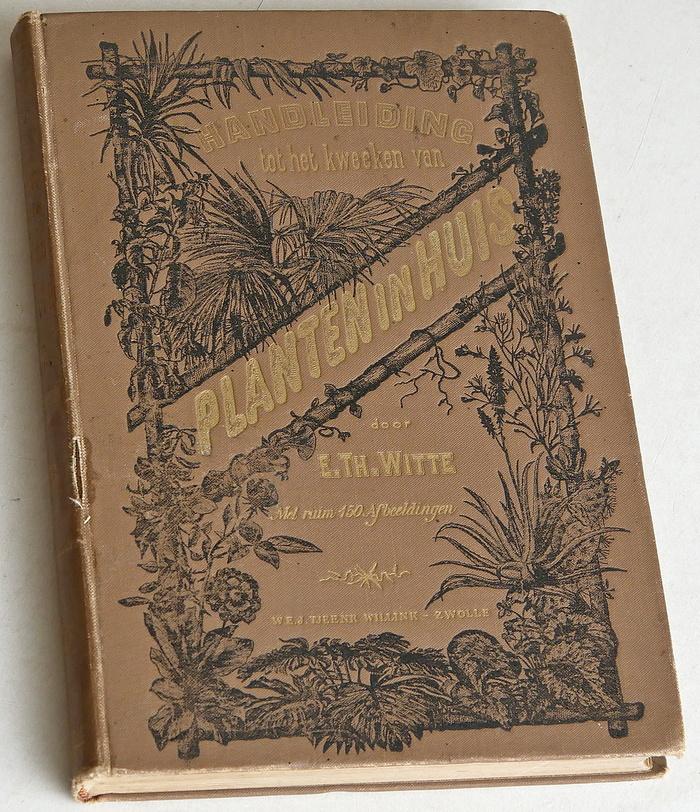 HANDLEIDING
tot het kweeken van
PLANTEN IN HUIS
door
E. TH. WITTE
Met ruim 150 Afbeeldingen
W.E.J. TJEENK WILLINK - ZWOLLE